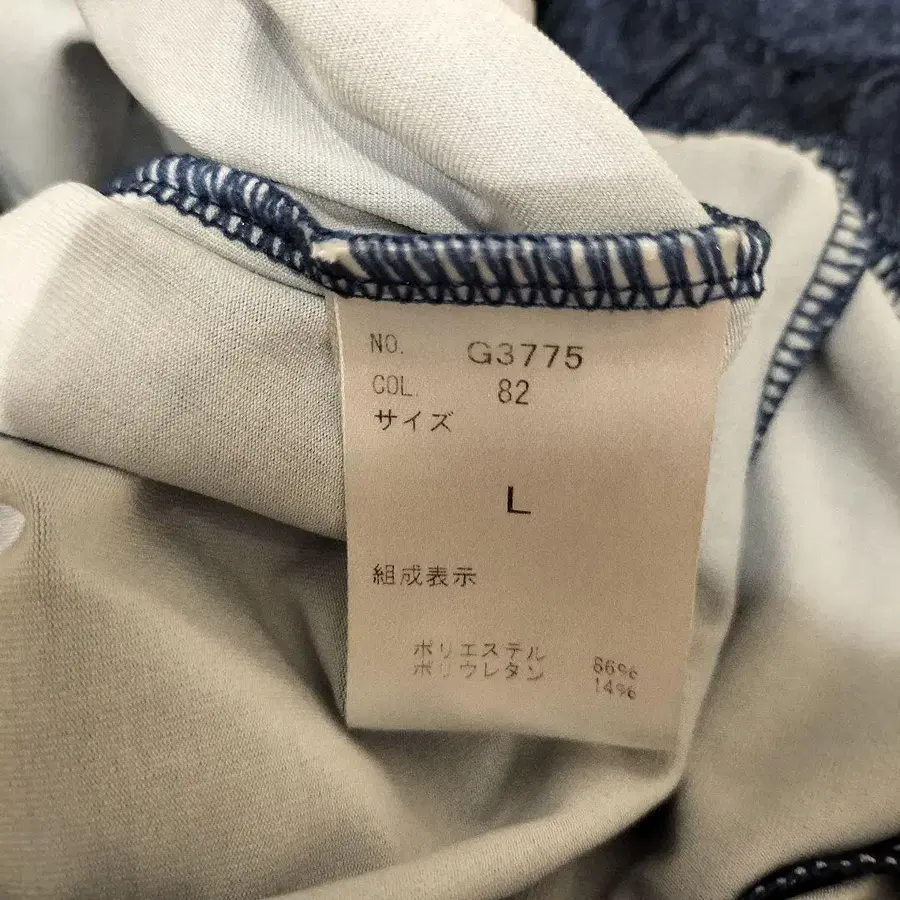 NO. G3775
COL. 82
サイズ
L
組成表示
ポリエステル 86%
ポリウレタン 14%